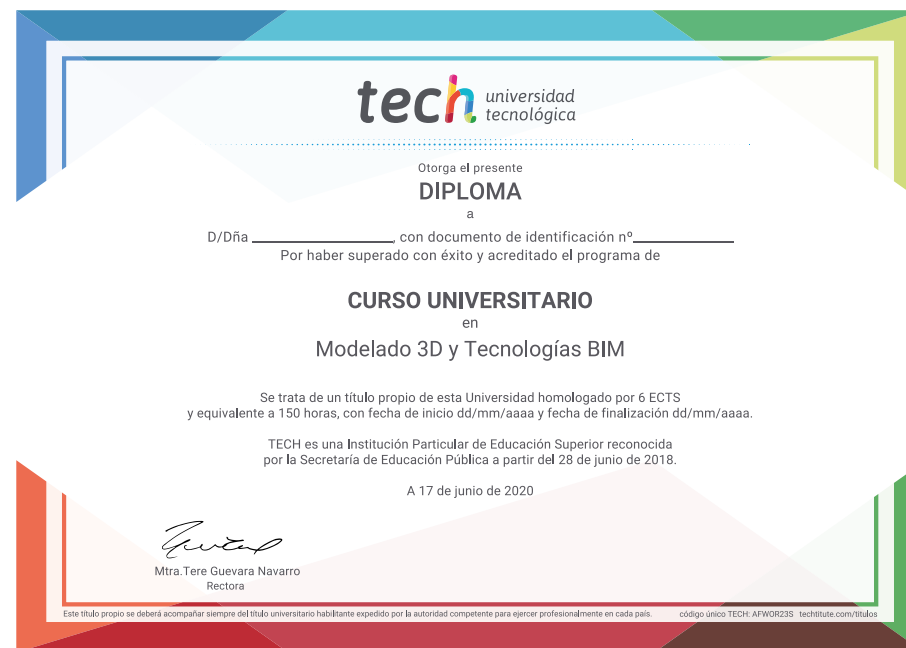 tech universidad
tecnológica
Otorga el presente
DIPLOMA
a
D/Dña ____________________, con documento de identificación nº______________
Por haber superado con éxito y acreditado el programa de
CURSO UNIVERSITARIO
en
Modelado 3D y Tecnologías BIM
Se trata de un título propio de esta Universidad homologado por 6 ECTS
y equivalente a 150 horas, con fecha de inicio dd/mm/aaaa y fecha de finalización dd/mm/aaaa.
TECH es una Institución Particular de Educación Superior reconocida
por la Secretaría de Educación Pública a partir del 28 de junio de 2018.
A 17 de junio de 2020
Mtra.Tere Guevara Navarro
Rectora
Este título propio se deberá acompañar siempre del título universitario habilitante expedido por la autoridad competente para ejercer profesionalmente en cada país. código único TECH: AFWOR23S techtitute.com/titulos